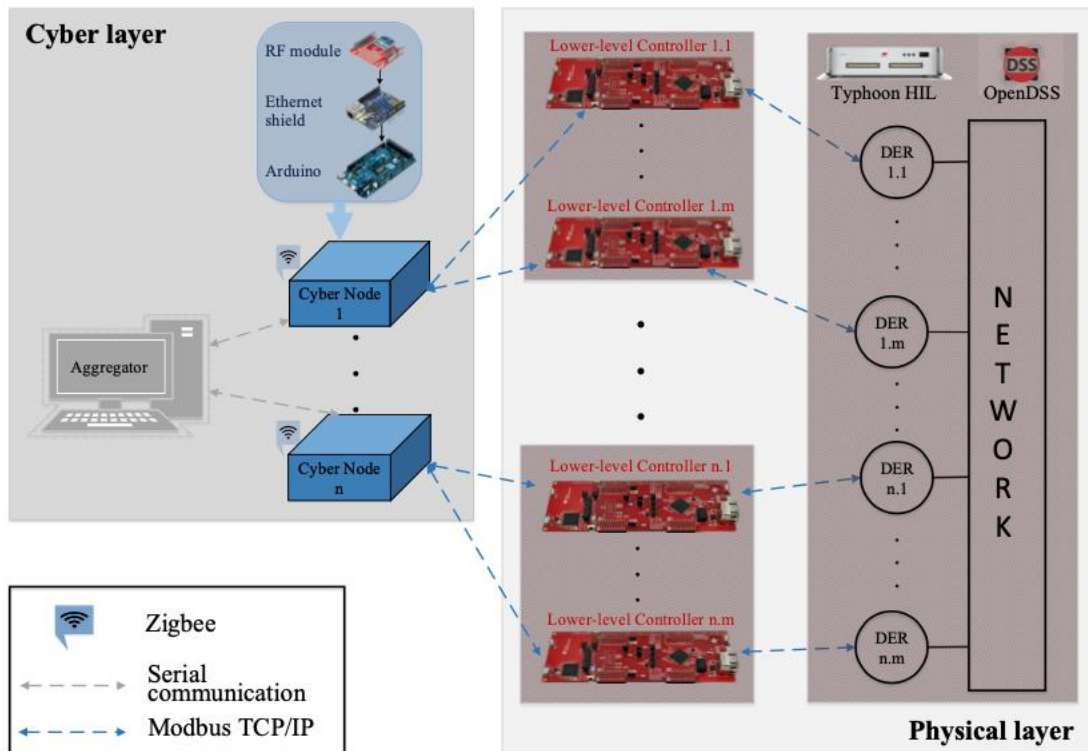 Cyber layer
RF module
Ethernet
shield
Arduino
Cyber Node
1
Aggregator
Cyber Node
n
Zigbee
Serial
communication
Modbus TCP/IP
Lower-level Controller 1.1
Lower-level Controller 1.m
Lower-level Controller n.1
Lower-level Controller n.m
DSS
Typhoon HIL
OpenDSS
DER
1.1
DER
1.m
DER
n.1
DER
n.m
NETWORK
Physical layer